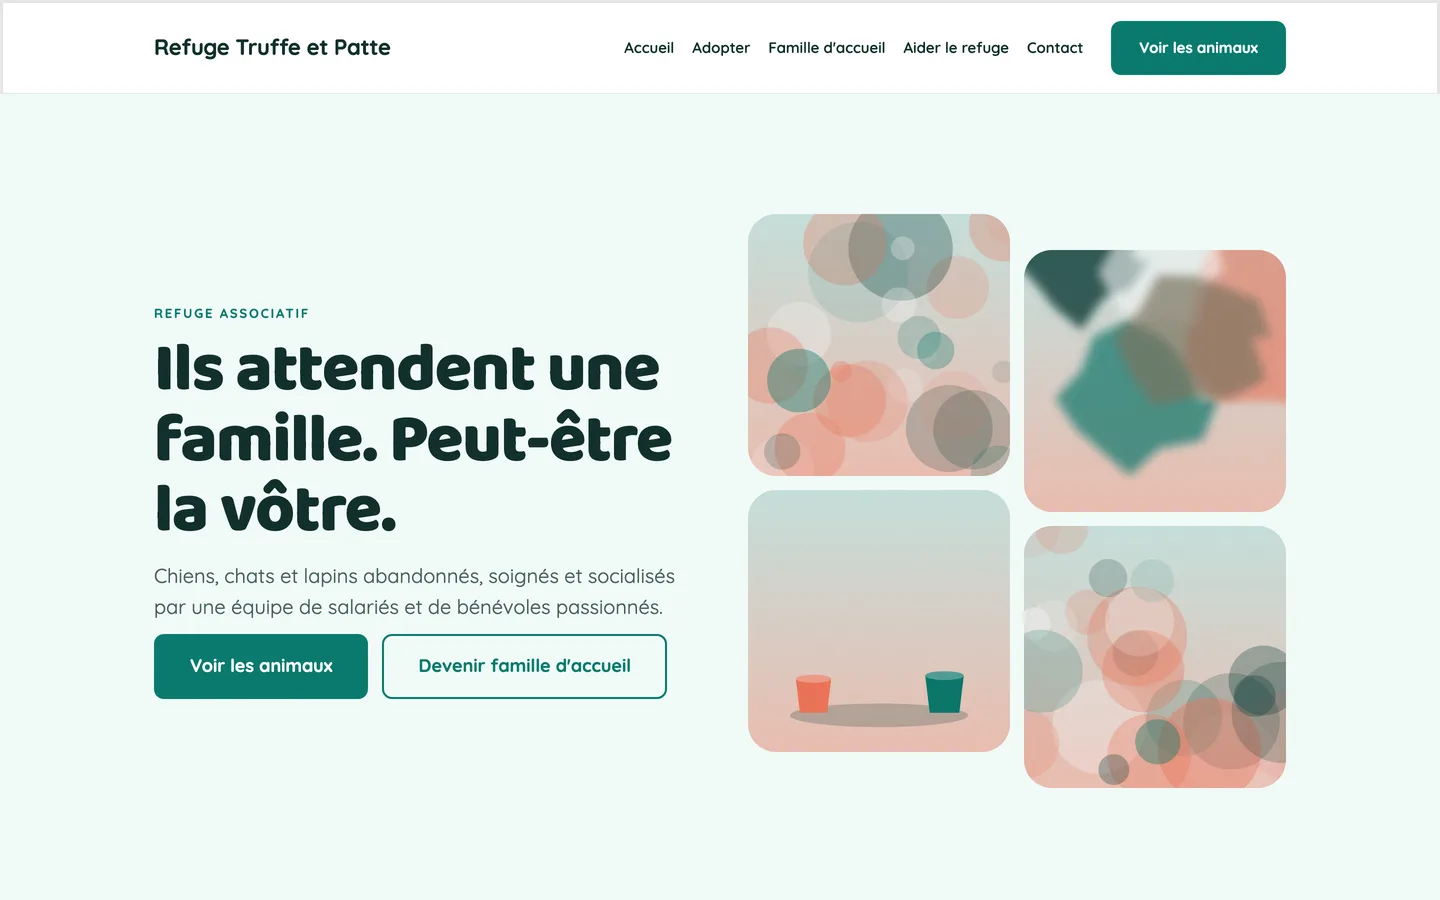 Refuge Truffe et Patte
Accueil
Adopter
Famille d'accueil
Aider le refuge
Contact
Voir les animaux
REFUGE ASSOCIATIF
Ils attendent une
famille. Peut-être
la vôtre.
Chiens, chats et lapins abandonnés, soignés et socialisés
par une équipe de salariés et de bénévoles passionnés.
Voir les animaux
Devenir famille d'accueil